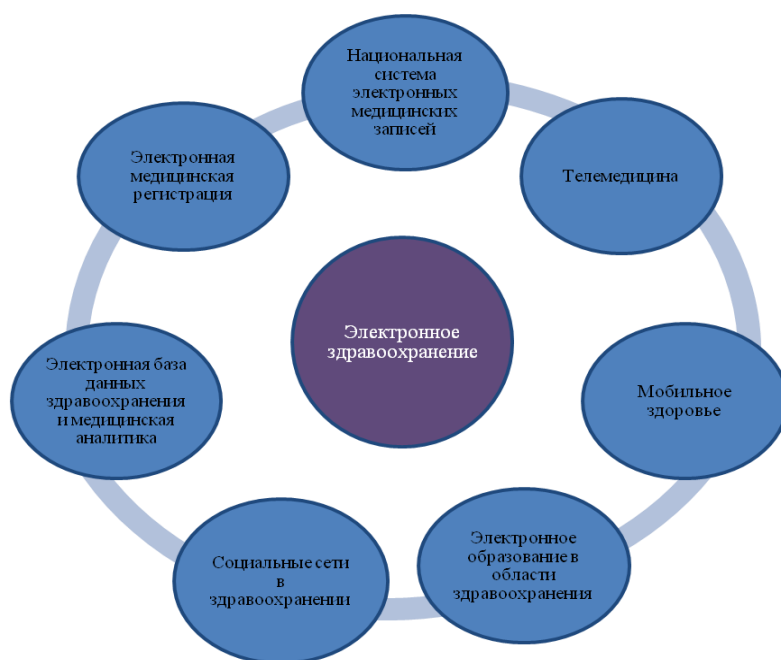 Национальная
система
электронных
медицинских
записей
Телемедицина
Мобильное
здоровье
Электронное
образование в
области
здравоохранения
Социальные сети
в
здравоохранении
Электронная база
данных
здравоохранения
и медицинская
аналитика
Электронная
медицинская
регистрация
Электронное
здравоохранение